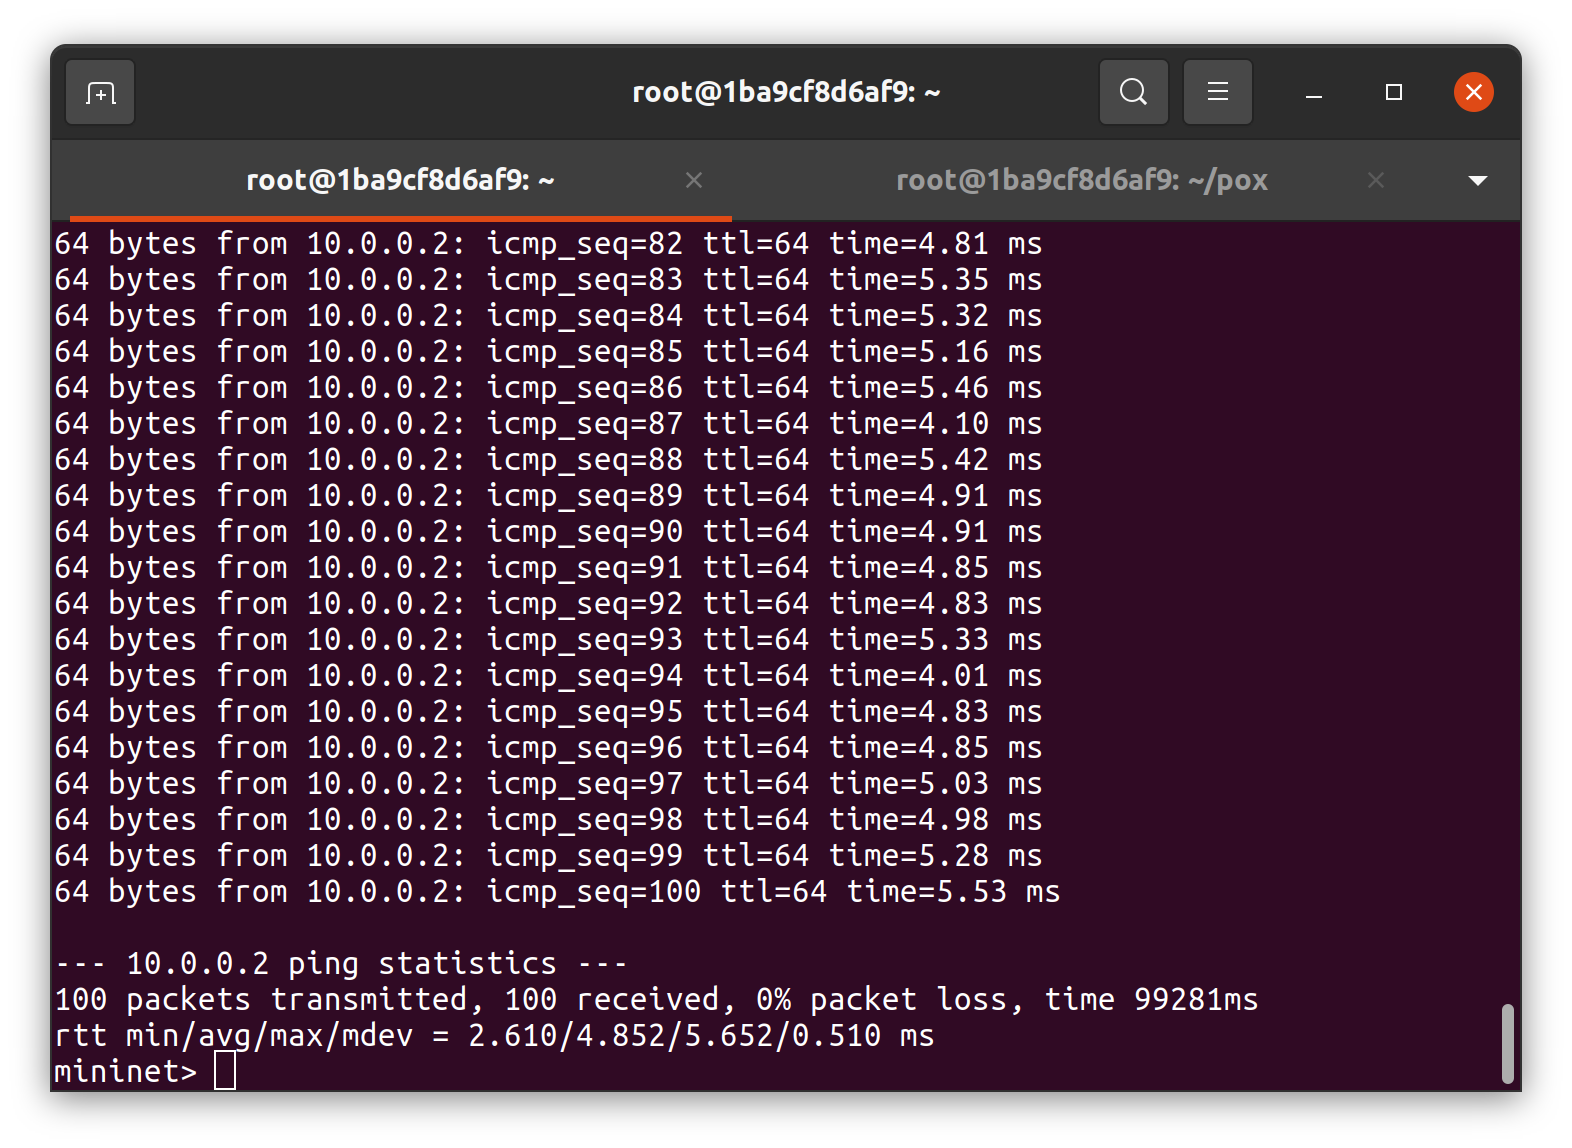 root@1ba9cf8d6af9: ~
root@1ba9cf8d6af9: ~
root@1ba9cf8d6af9: ~/pox
64 bytes from 10.0.0.2: icmp_seq=82 ttl=64 time=4.81 ms
64 bytes from 10.0.0.2: icmp_seq=83 ttl=64 time=5.35 ms
64 bytes from 10.0.0.2: icmp_seq=84 ttl=64 time=5.32 ms
64 bytes from 10.0.0.2: icmp_seq=85 ttl=64 time=5.16 ms
64 bytes from 10.0.0.2: icmp_seq=86 ttl=64 time=5.46 ms
64 bytes from 10.0.0.2: icmp_seq=87 ttl=64 time=4.10 ms
64 bytes from 10.0.0.2: icmp_seq=88 ttl=64 time=5.42 ms
64 bytes from 10.0.0.2: icmp_seq=89 ttl=64 time=4.91 ms
64 bytes from 10.0.0.2: icmp_seq=90 ttl=64 time=4.91 ms
64 bytes from 10.0.0.2: icmp_seq=91 ttl=64 time=4.85 ms
64 bytes from 10.0.0.2: icmp_seq=92 ttl=64 time=4.83 ms
64 bytes from 10.0.0.2: icmp_seq=93 ttl=64 time=5.33 ms
64 bytes from 10.0.0.2: icmp_seq=94 ttl=64 time=4.01 ms
64 bytes from 10.0.0.2: icmp_seq=95 ttl=64 time=4.83 ms
64 bytes from 10.0.0.2: icmp_seq=96 ttl=64 time=4.85 ms
64 bytes from 10.0.0.2: icmp_seq=97 ttl=64 time=5.03 ms
64 bytes from 10.0.0.2: icmp_seq=98 ttl=64 time=4.98 ms
64 bytes from 10.0.0.2: icmp_seq=99 ttl=64 time=5.28 ms
64 bytes from 10.0.0.2: icmp_seq=100 ttl=64 time=5.53 ms
--- 10.0.0.2 ping statistics ---
100 packets transmitted, 100 received, 0% packet loss, time 99281ms
rtt min/avg/max/mdev = 2.610/4.852/5.652/0.510 ms
mininet>